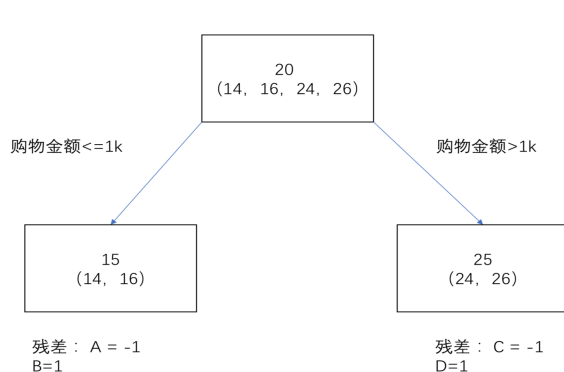 20
(14，16，24，26)
购物金额<=1k
购物金额>1k
15
(14，16)
25
(24，26)
残差：A = -1
B=1
残差：C = -1
D=1